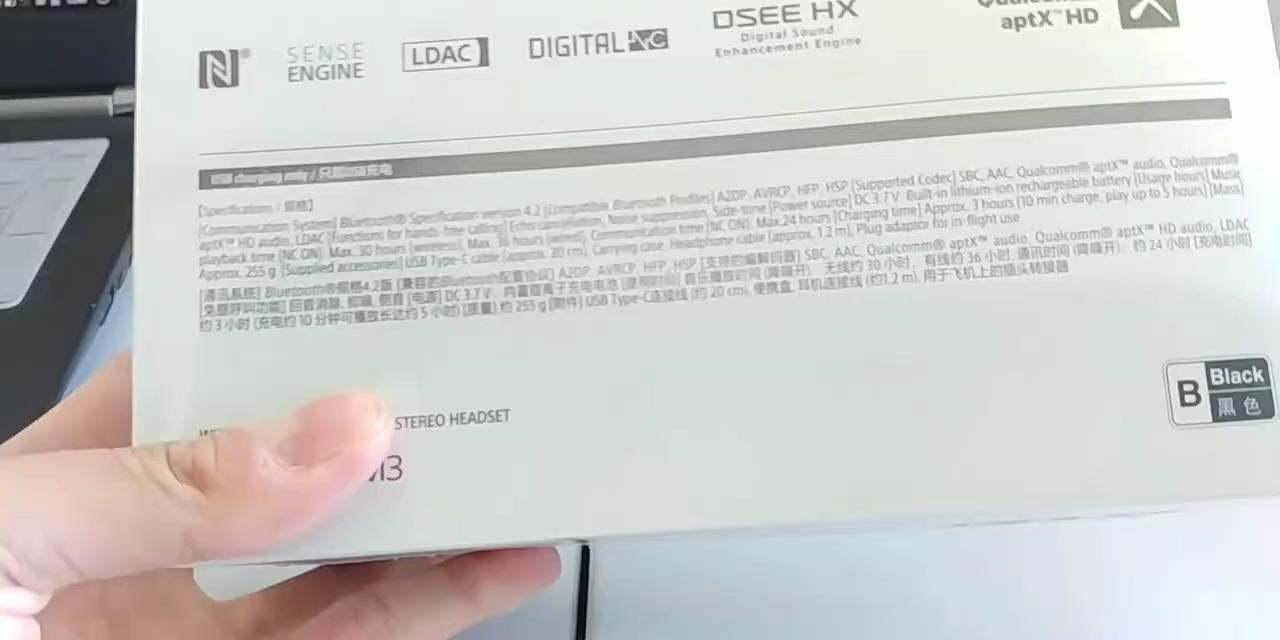 N®
SENSE
ENGINE
LDAC
DIGITAL NC
DSEE HX
Digital Sound
Enhancement Engine
aptX™ HD
USB charging only / 只限USB充电
[Specifications / 规格]
[Communication System] Bluetooth® Specification version 4.2 [Compatible Bluetooth Profiles] A2DP, AVRCP, HFP, HSP [Supported Codec] SBC, AAC, Qualcomm® aptX™ audio, Qualcomm®
aptX™ HD audio, LDAC [Functions for hands-free calling] Echo cancellation, Noise suppression, Side-tone [Power source] DC 3.7 V Built-in lithium-ion rechargeable battery [Usage hours] Music
playback time (NC ON) Max. 30 hours (wireless), Max. 36 hours (wired) Communication time (NC ON) Max.24 hours [Charging time] Approx. 3 hours (10 min charge, play up to 5 hours) [Mass]
Approx. 255 g [Supplied accessories] USB Type-C cable (approx. 20 cm), Carrying case, Headphone cable (approx. 1.2 m), Plug adaptor for in-flight use
[通讯系统] Bluetooth®规格4.2版 [兼容的Bluetooth配置协议] A2DP, AVRCP, HFP, HSP [支持的编解码器] SBC, AAC, Qualcomm® aptX™ audio, Qualcomm® aptX™ HD audio, LDAC
[免提呼叫功能] 回音消除, 抑噪, 侧音 [电源] DC 3.7 V, 内置锂离子充电电池 [使用时间] 音乐播放时间 (降噪开), 无线约 30 小时, 有线约 36 小时, 通讯时间 (降噪开), 约 24 小时 [充电时间]
约 3 小时 (充电约 10 分钟可播放长达约 5 小时) [质量] 约 255 g [附件] USB Type-C连接线 (约 20 cm), 便携盒, 耳机连接线 (约1.2 m), 用于飞机上的插头转换器
STEREO HEADSET
M3
B Black
黑色